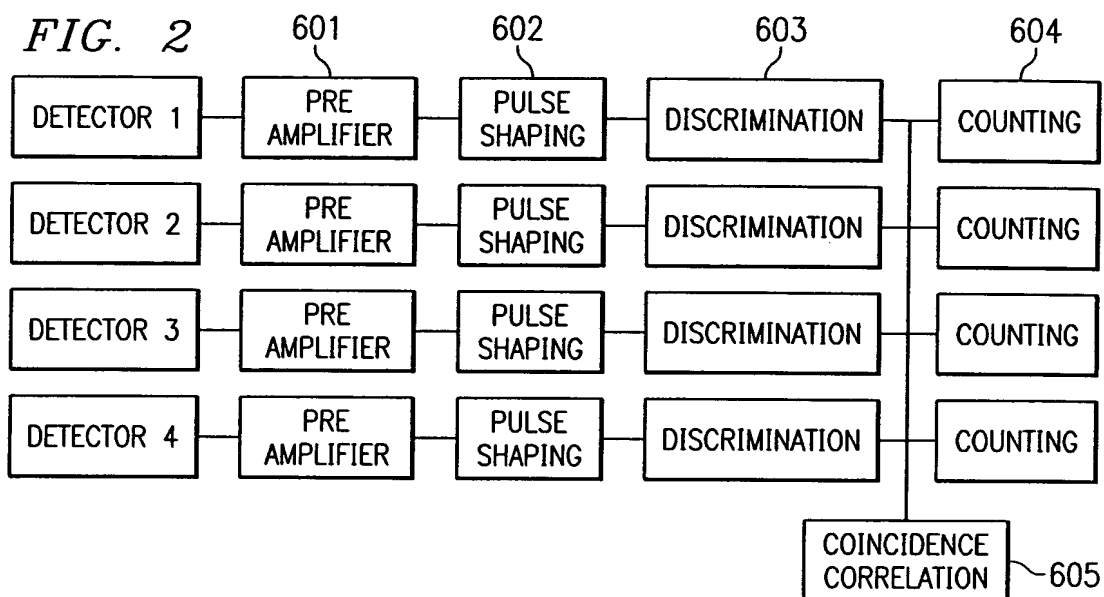 FIG. 2
601
602
603
604
DETECTOR 1
PRE
AMPLIFIER
PULSE
SHAPING
DISCRIMINATION
COUNTING
DETECTOR 2
PRE
AMPLIFIER
PULSE
SHAPING
DISCRIMINATION
COUNTING
DETECTOR 3
PRE
AMPLIFIER
PULSE
SHAPING
DISCRIMINATION
COUNTING
DETECTOR 4
PRE
AMPLIFIER
PULSE
SHAPING
DISCRIMINATION
COUNTING
COINCIDENCE
CORRELATION
605